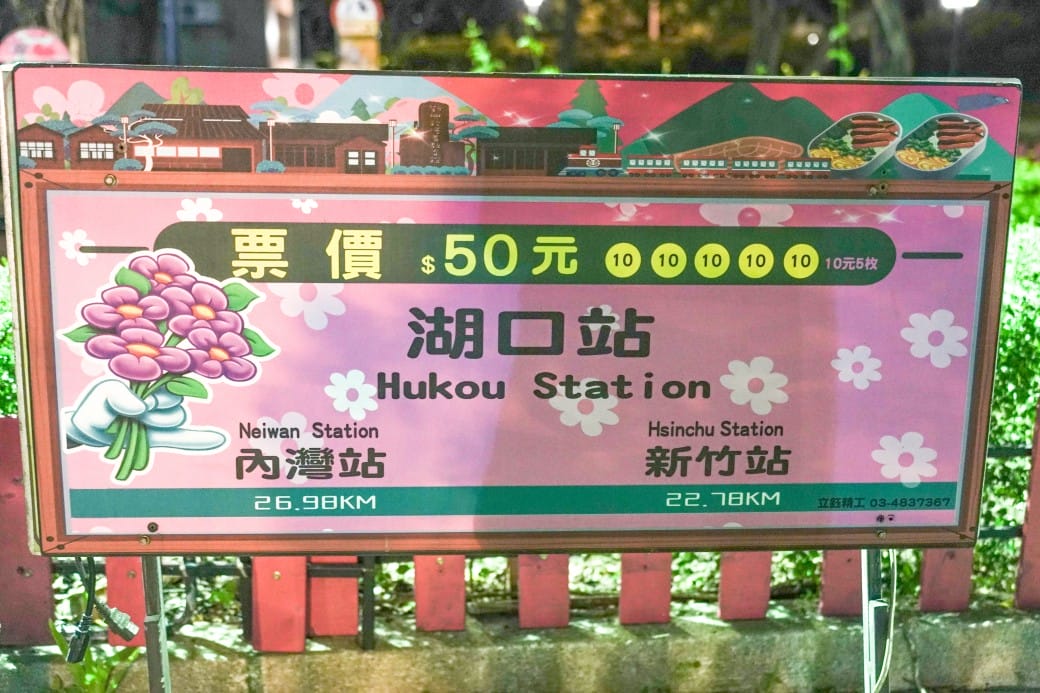 票價 $50元 10 10 10 10 10 10元5枚
湖口站
Hukou Station
Neiwan Station
內灣站
26.98KM
Hsinchu Station
新竹站
22.78KM
立鈺精工 03-4837367